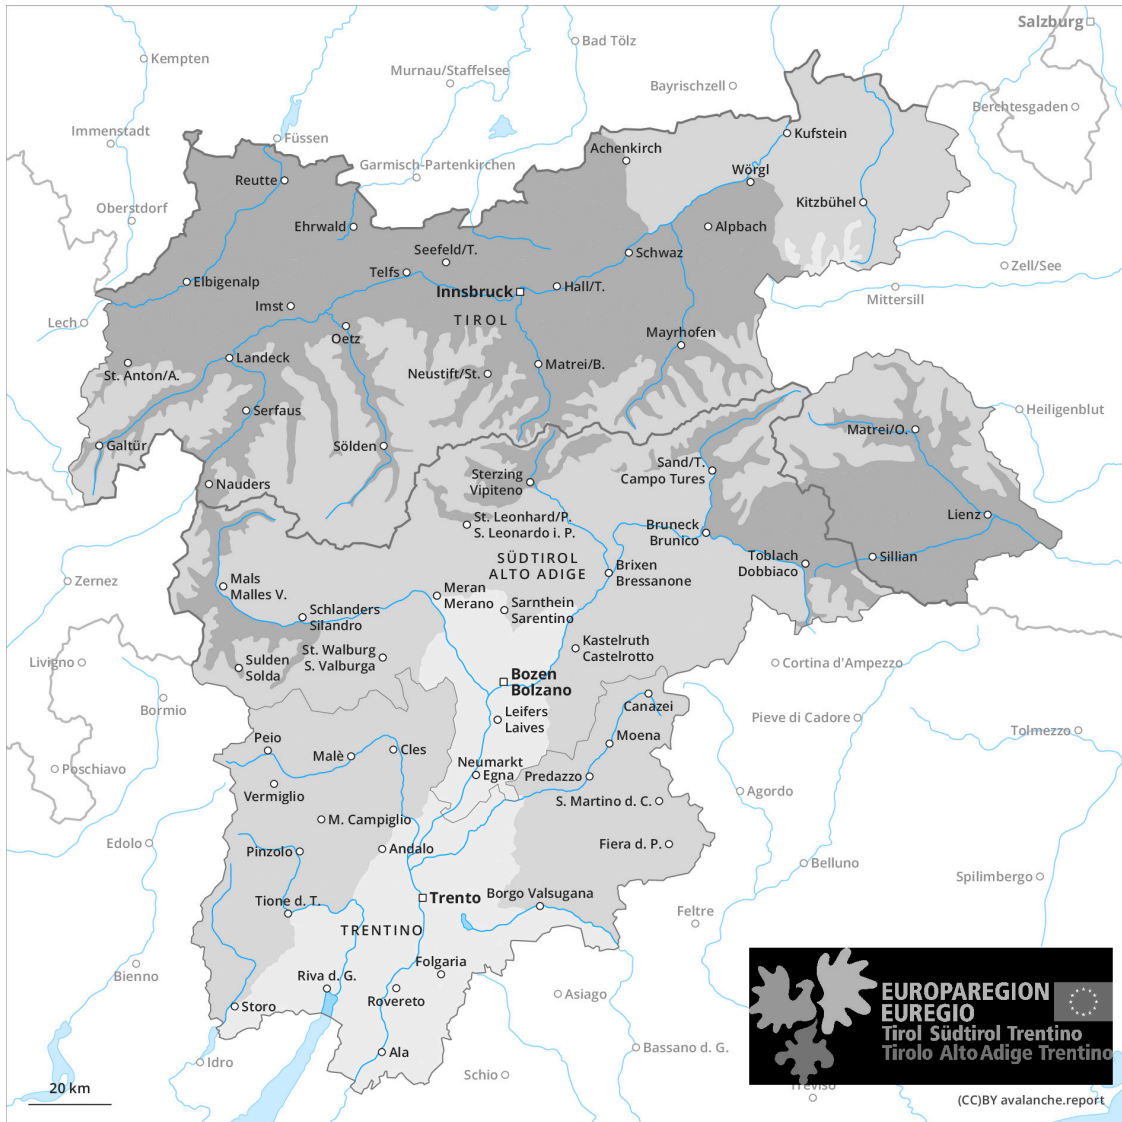 Salzburg
Bad Tölz
Kempten
Murnau/Staffelsee
Bayrischzell
Berchtesgaden
Immenstadt
Füssen
Kufstein
Achenkirch
Garmisch-Partenkirchen
Wörgl
Reutte
Kitzbühel
Oberstdorf
Ehrwald
Alpbach
Seefeld/T.
Schwaz
Zell/See
Telfs
Elbigenalp
Hall/T.
Innsbruck
Mittersill
Imst
TIROL
Lech
Mayrhofen
Oetz
Landeck
Matrei/B.
St. Anton/A.
Neustift/St.
Serfaus
Heiligenblut
Matrei/O.
Galtür
Sölden
Sand/T.
Campo Tures
Sterzing
Vipiteno
Nauders
Lienz
St. Leonhard/P.
S. Leonardo i. P.
Bruneck
Brunico
SÜDTIROL
ALTO ADIGE
Toblach
Dobbiaco
Sillian
Brixen
Bressanone
Zernez
Mals
Malles V.
Meran
Merano
Sarnthein
Sarentino
Schlanders
Silandro
Kastelruth
Castelrotto
St. Walburg
S. Valburga
Livigno
Sulden
Solda
Cortina d'Ampezzo
Bozen
Bolzano
Canazei
Bormio
Leifers
Laives
Pieve di Cadore
Tolmezzo
Moena
Peio
Malè
Cles
Neumarkt
Egna
Predazzo
Poschiavo
Vermiglio
S. Martino d. C.
Agordo
M. Campiglio
Edolo
Pinzolo
Andalo
Fiera d. P.
Belluno
Spilimbergo
Tione d. T.
Trento
Borgo Valsugana
Feltre
TRENTINO
Folgaria
Bienno
Riva d. G.
Rovereto
Asiago
Storo
EUROPAREGION
EUREGIO
Tirol Südtirol Trentino
Tirolo Alto Adige Trentino
Ala
Bassano d. G.
Idro
Schio
Treviso
20 km
(CC)BY avalanche.report